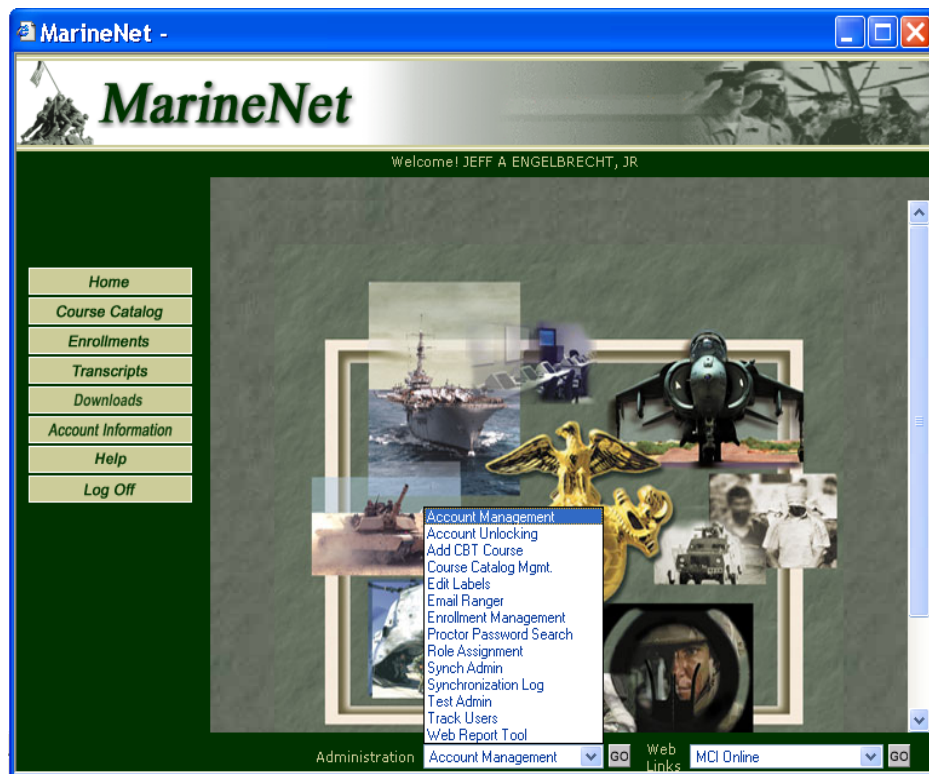 MarineNet -
MarineNet
Welcome! JEFF A ENGELBRECHT, JR
Home
Course Catalog
Enrollments
Transcripts
Downloads
Account Information
Help
Log Off
Account Management
Account Unlocking
Add CBT Course
Course Catalog Mgmt.
Edit Labels
Email Ranger
Enrollment Management
Proctor Password Search
Role Assignment
Synch Admin
Synchronization Log
Test Admin
Track Users
Web Report Tool
Administration Account Management GO Web Links MCI Online GO